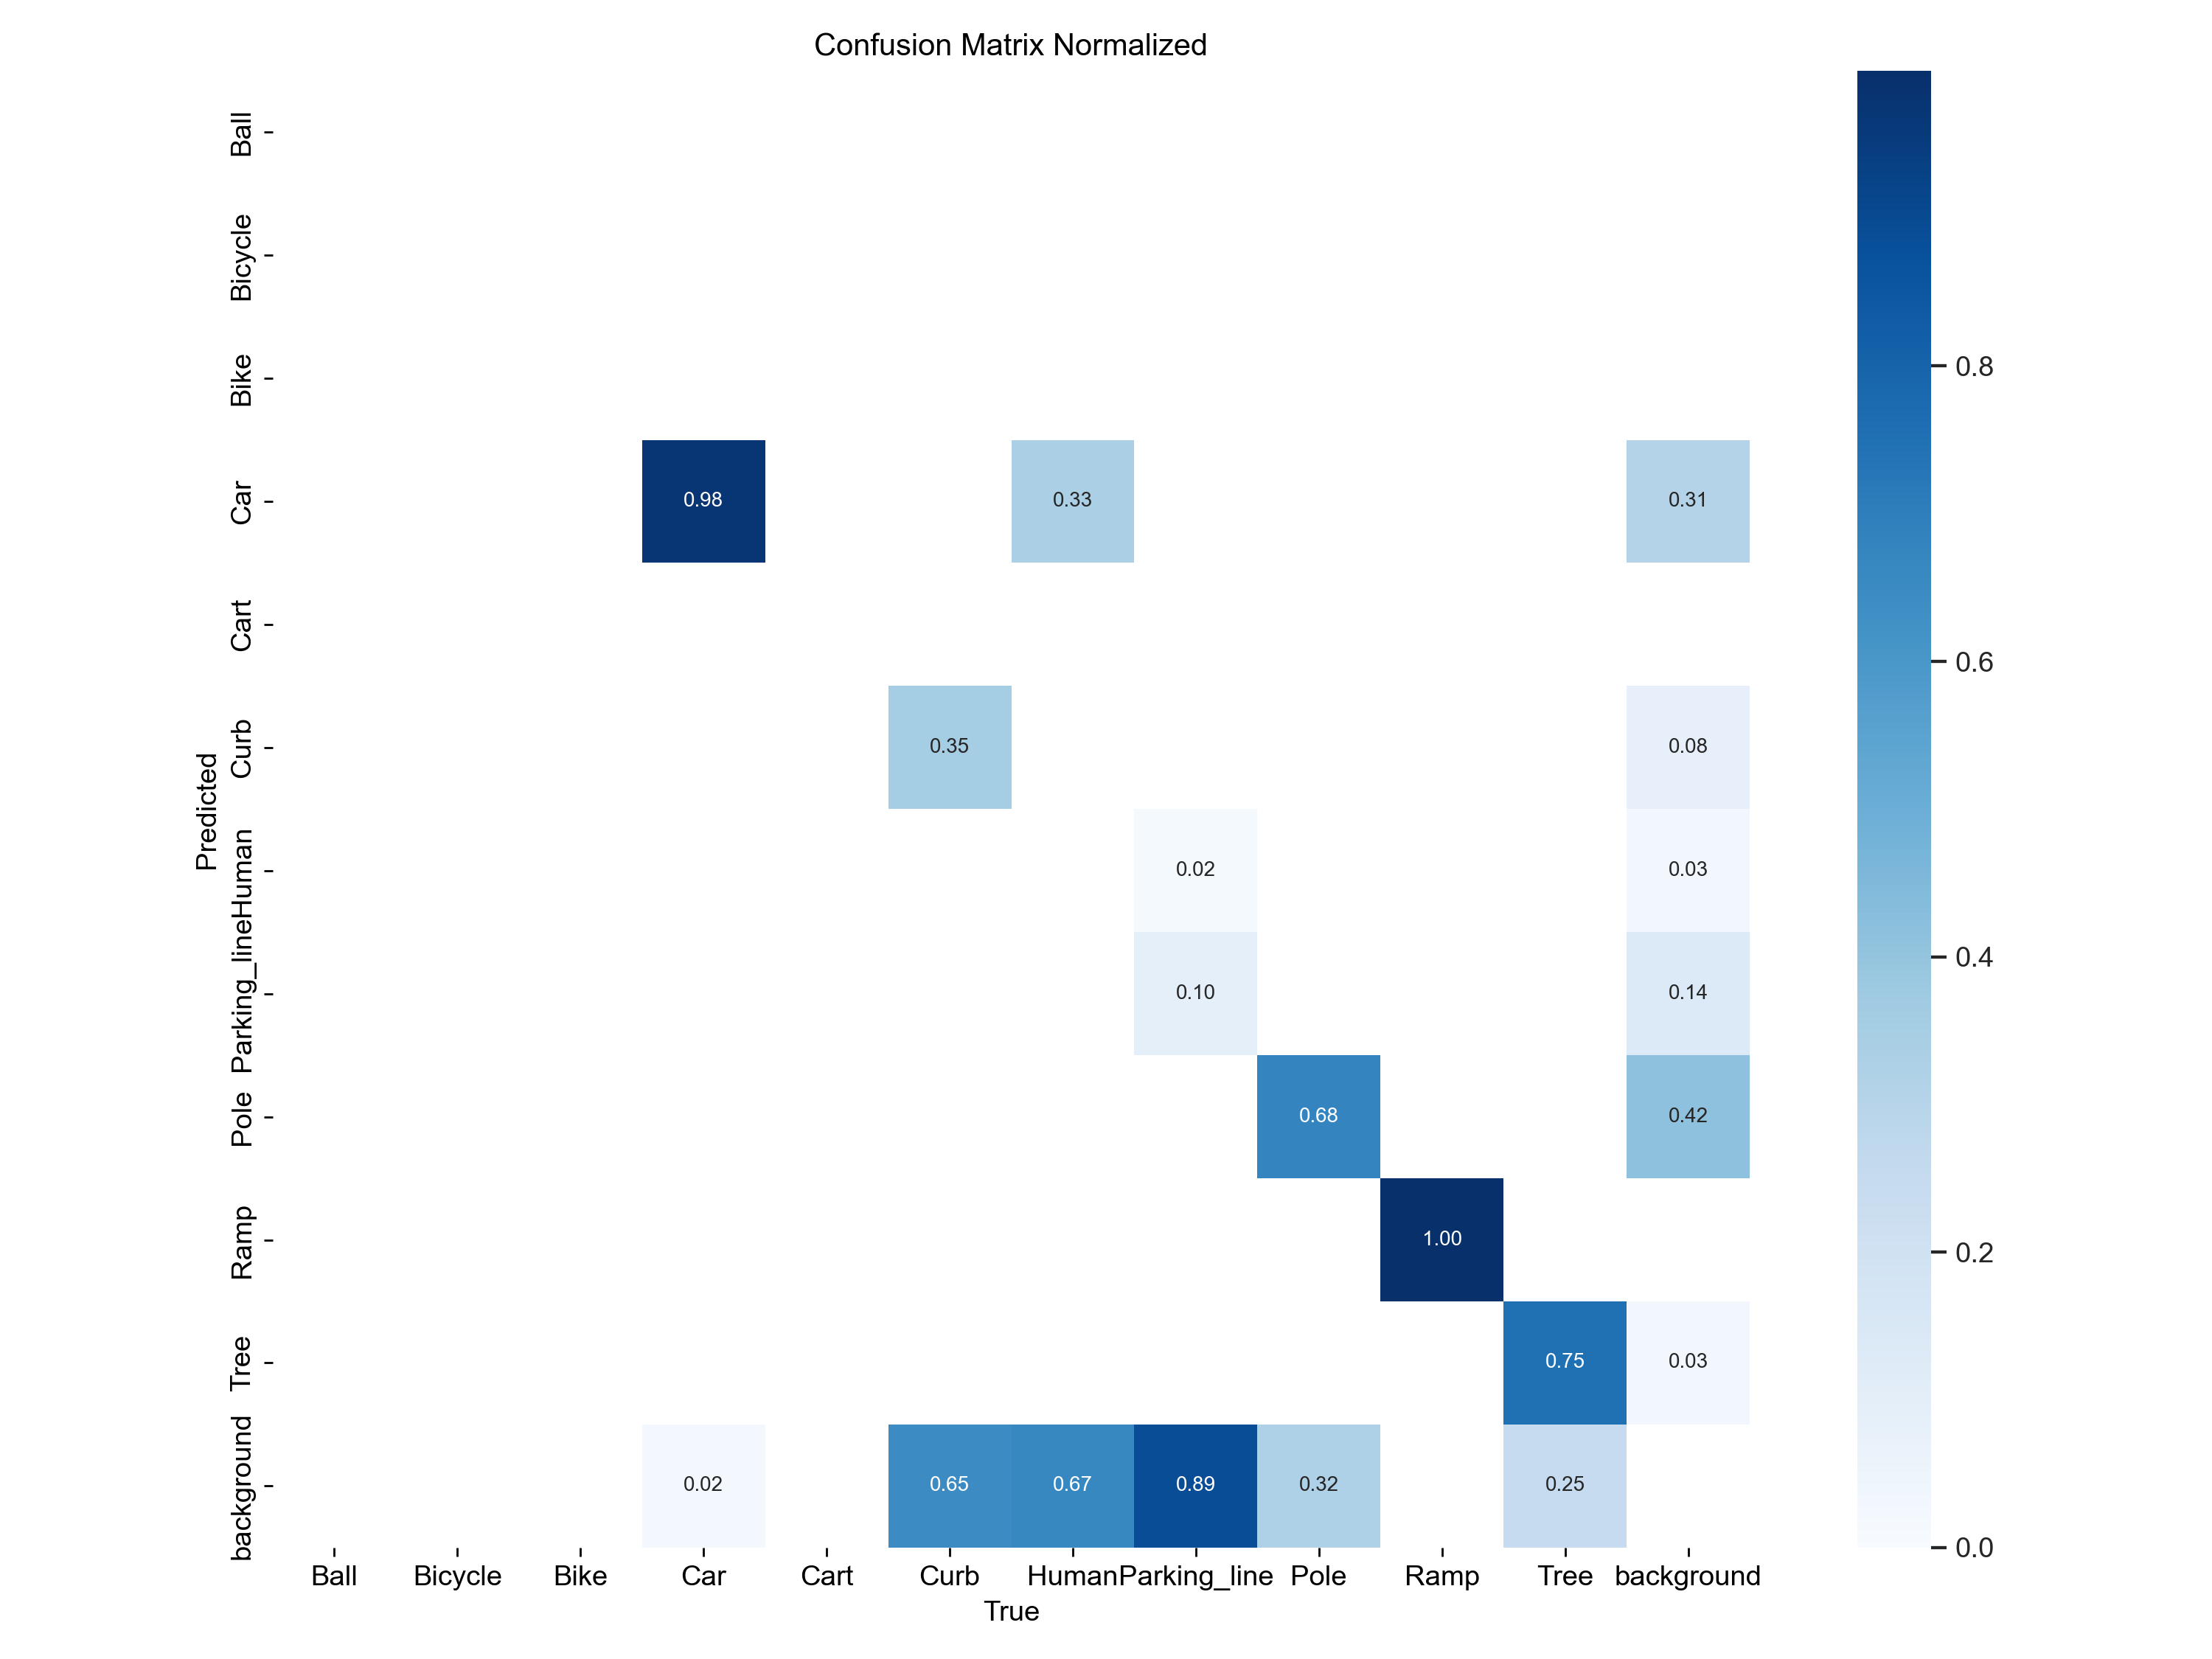 Confusion Matrix Normalized
Ball
Bicycle
Bike
Car
Cart
Curb
Human
Parking_line
Pole
Ramp
Tree
background
Predicted
0.98 0.33 0.31
0.35 0.08
0.02 0.03
0.10 0.14
0.68 0.42
1.00
0.75 0.03
0.02 0.65 0.67 0.89 0.32 0.25
Ball Bicycle Bike Car Cart Curb Human Parking_line Pole Ramp Tree background
True
0.8
0.6
0.4
0.2
0.0